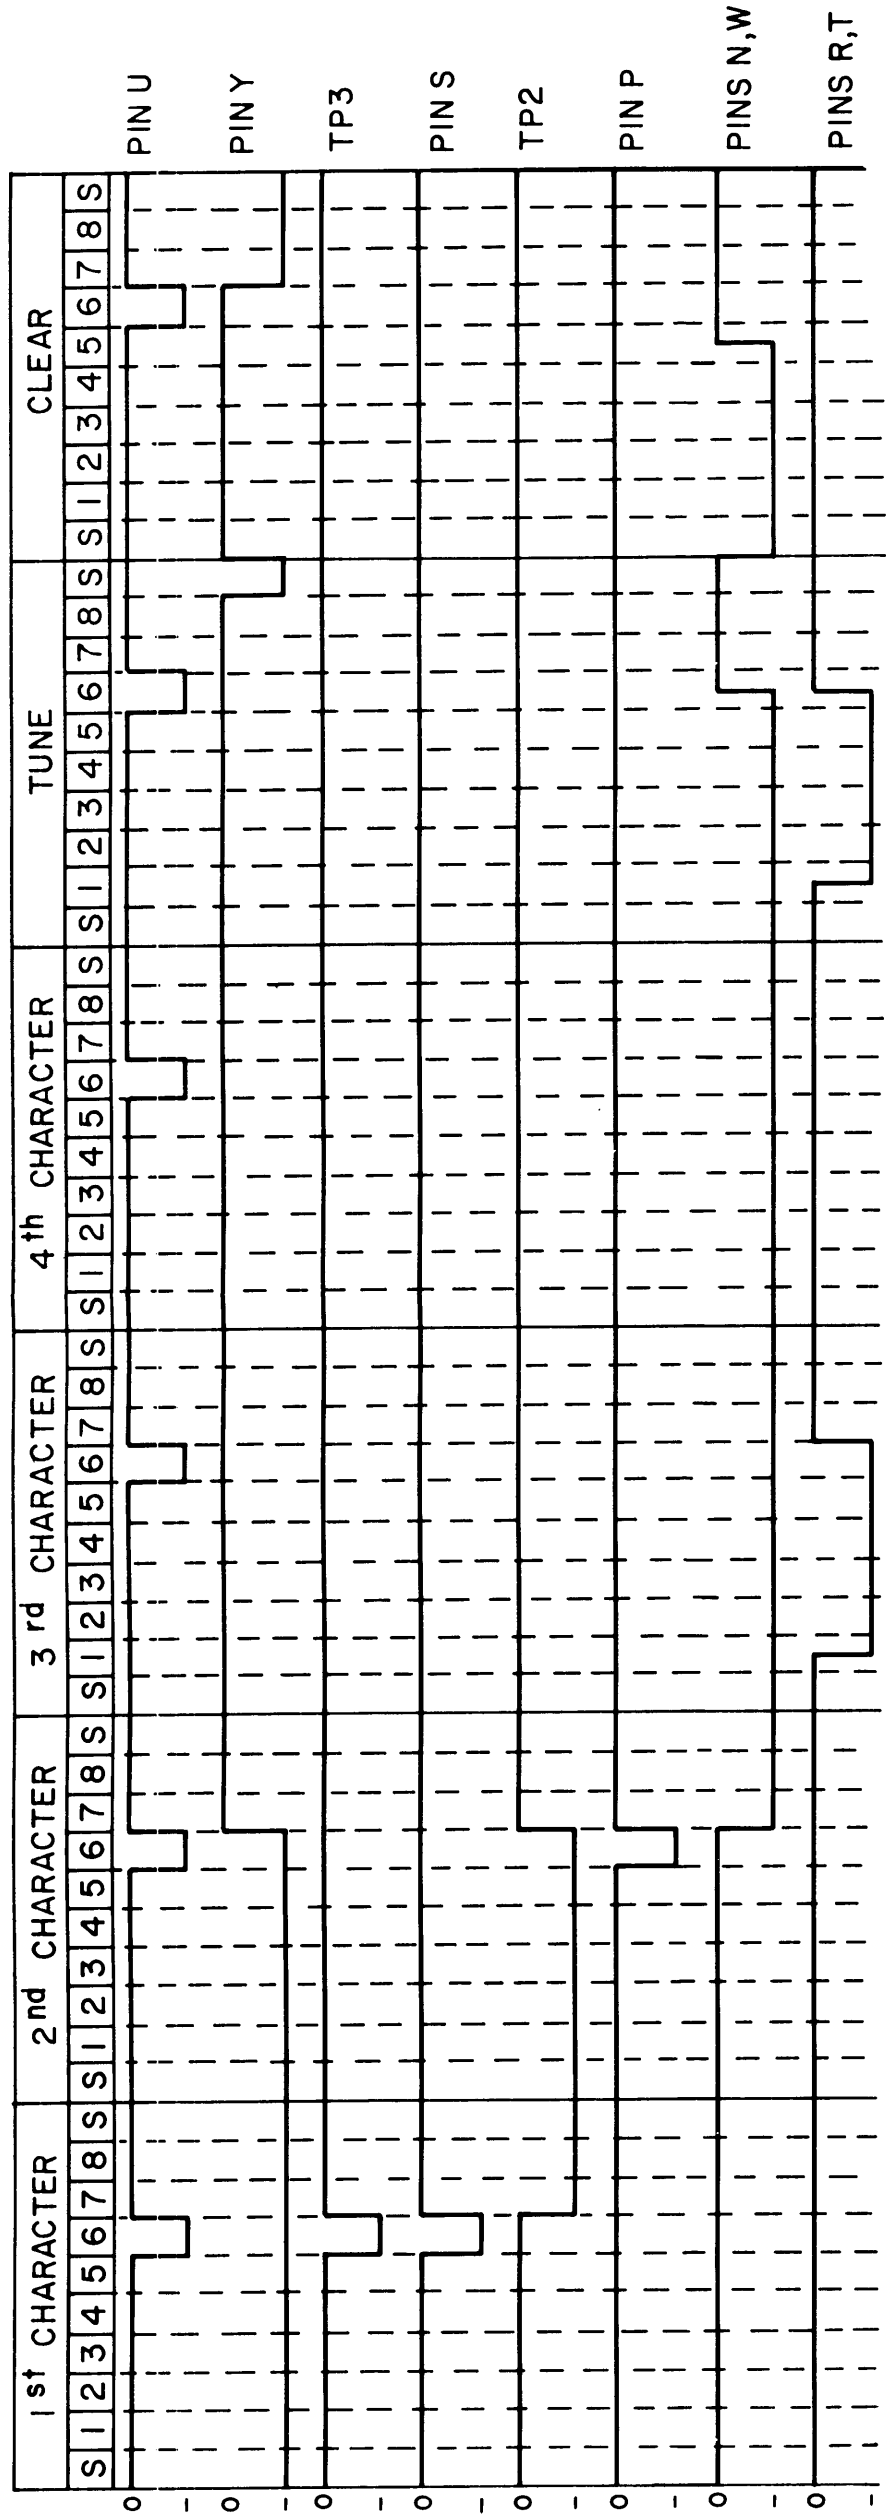 1st CHARACTER 2nd CHARACTER 3rd CHARACTER 4th CHARACTER TUNE CLEAR
S 1 2 3 4 5 6 7 8 S S 1 2 3 4 5 6 7 8 S S 1 2 3 4 5 6 7 8 S S 1 2 3 4 5 6 7 8 S S 1 2 3 4 5 6 7 8 S S 1 2 3 4 5 6 7 8 S
0 PIN U
1
0 PIN Y
1
0 TP3
1
0 PIN S
1
0 TP2
1
0 PIN P
1
0 PINS N,W
1
0 PINS R,T
1